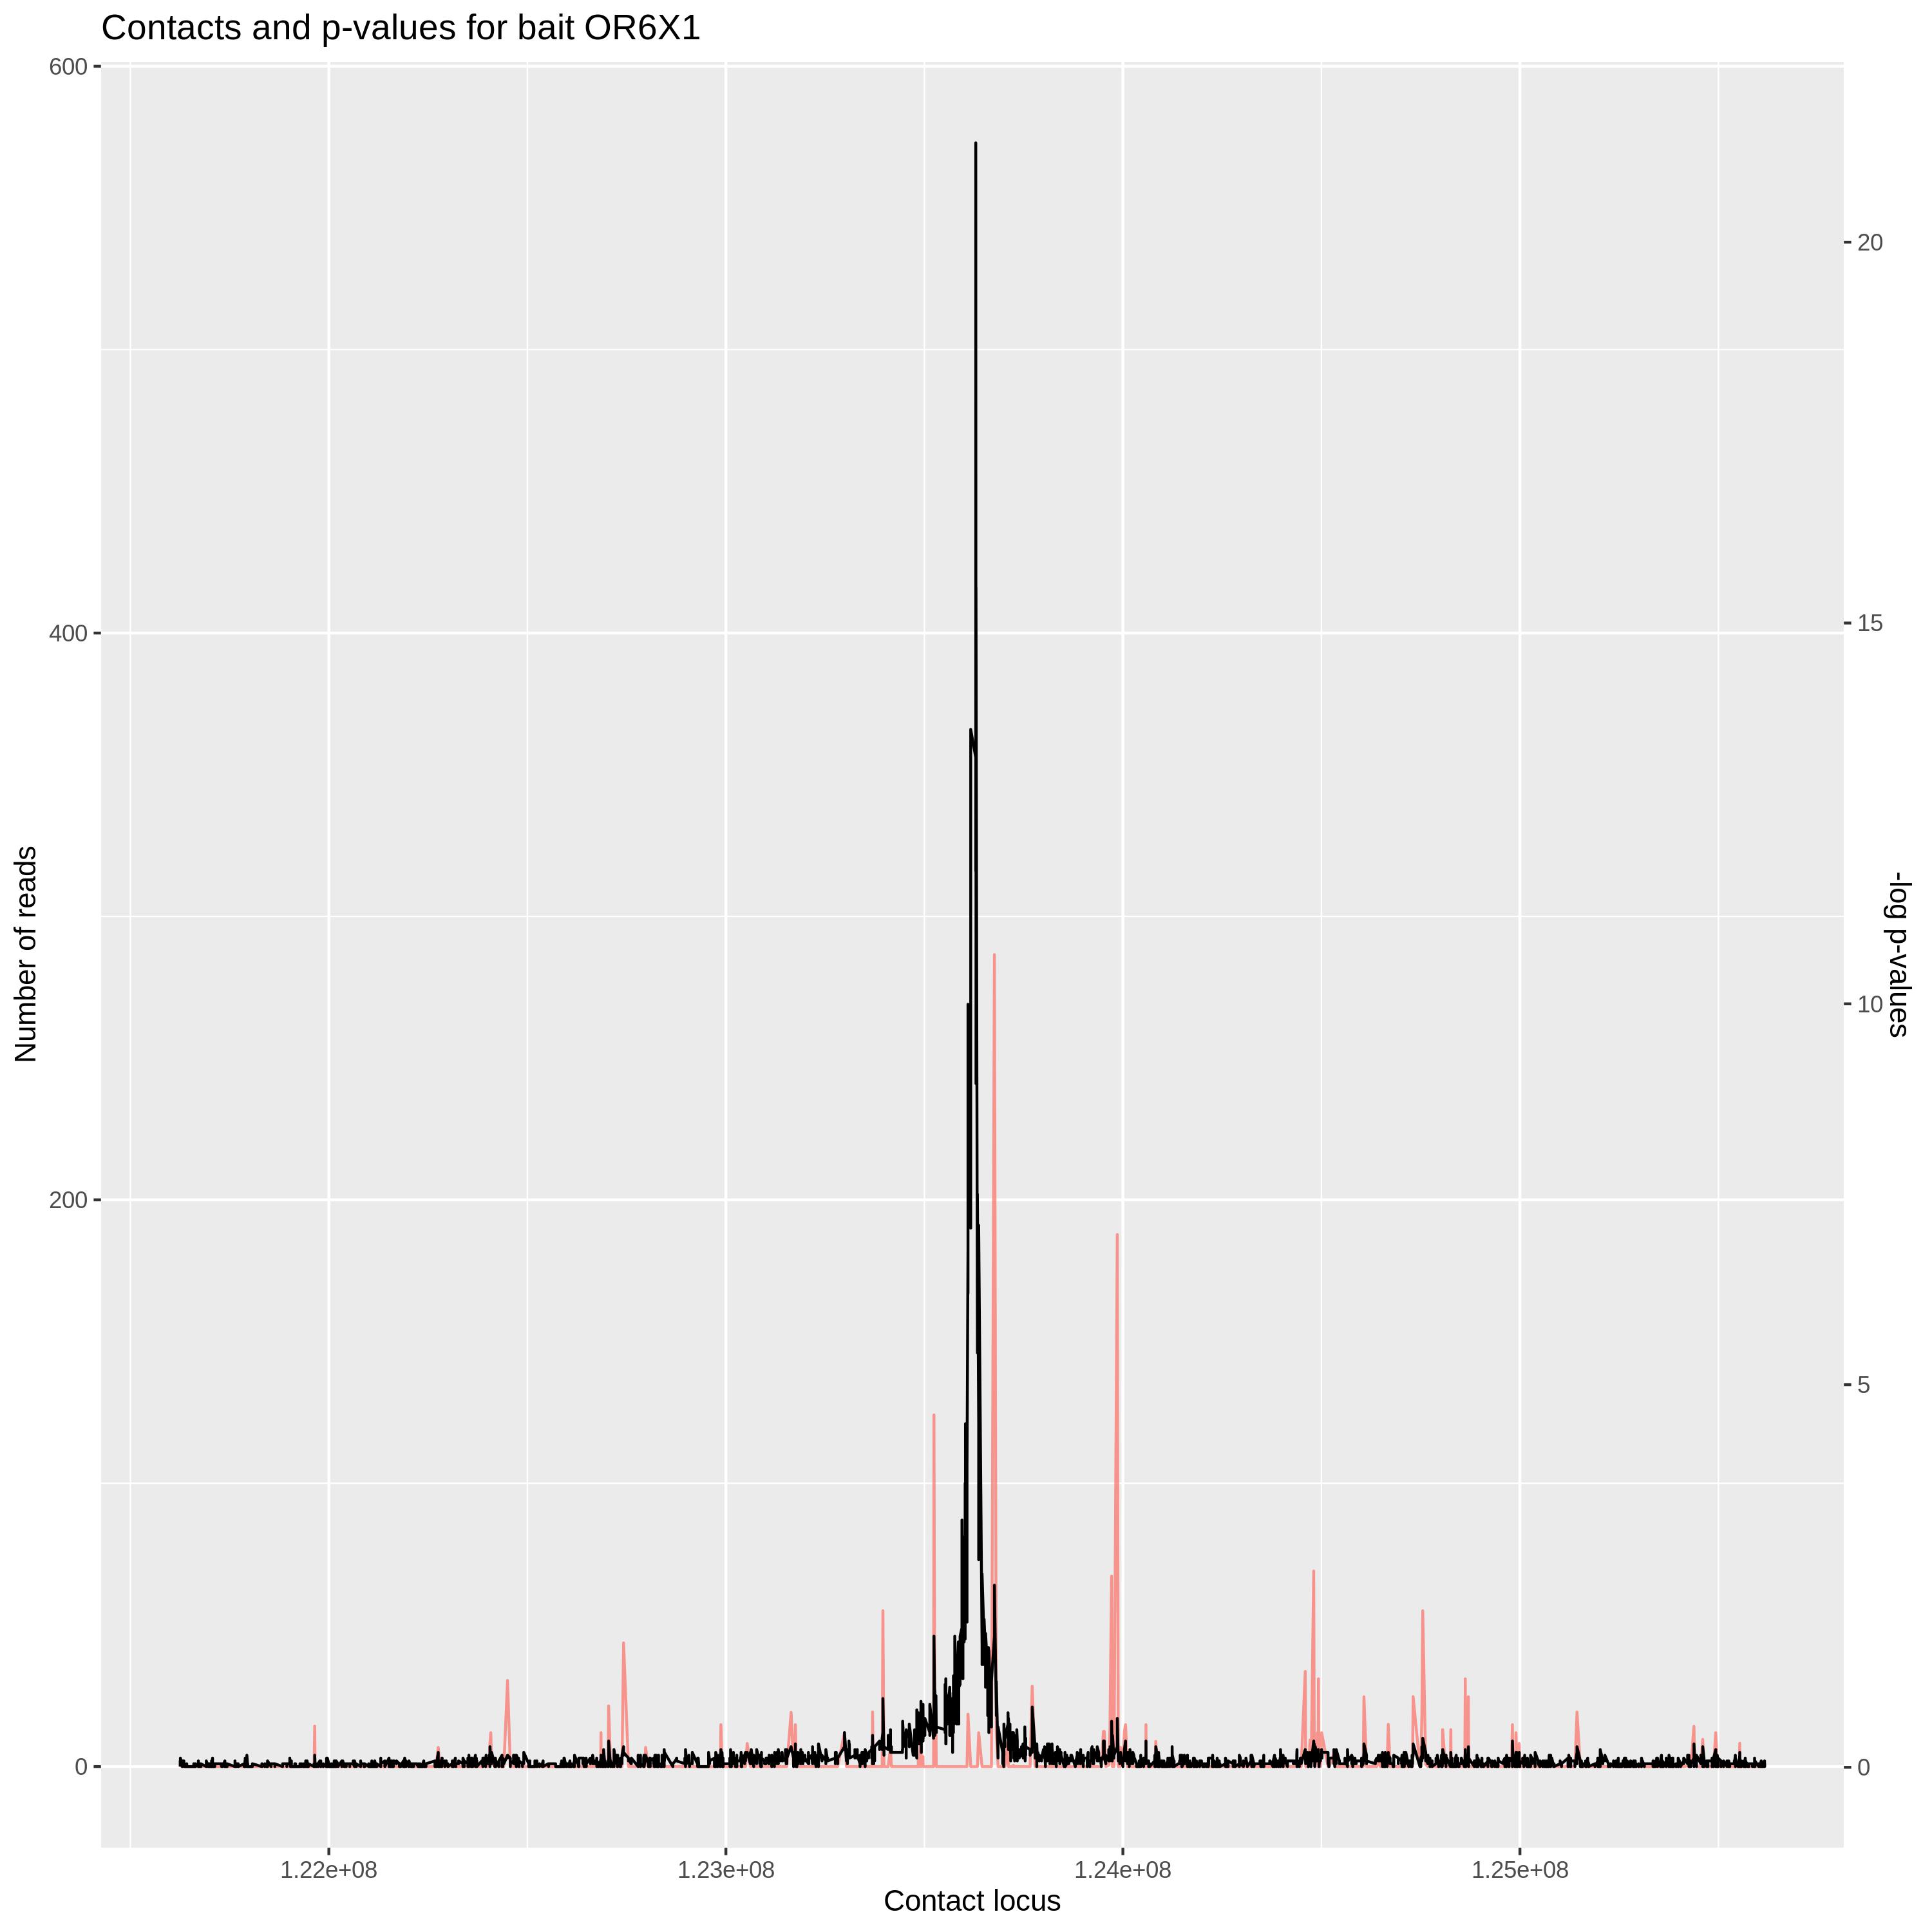 Contacts and p-values for bait OR6X1
600
400
200
0
Number of reads
20
15
10
5
0
-log p-values
1.22e+08
1.23e+08
1.24e+08
1.25e+08
Contact locus